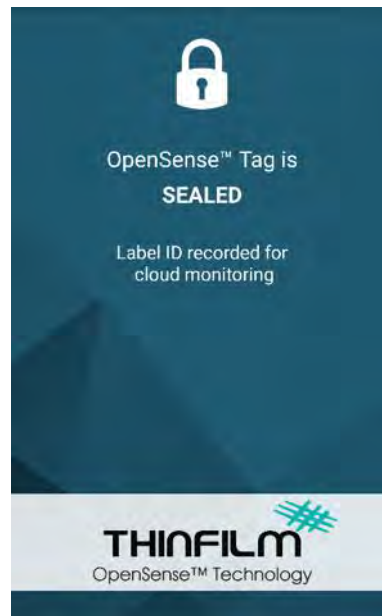 OpenSense™ Tag is
SEALED
Label ID recorded for
cloud monitoring
THINFILM
OpenSense™ Technology